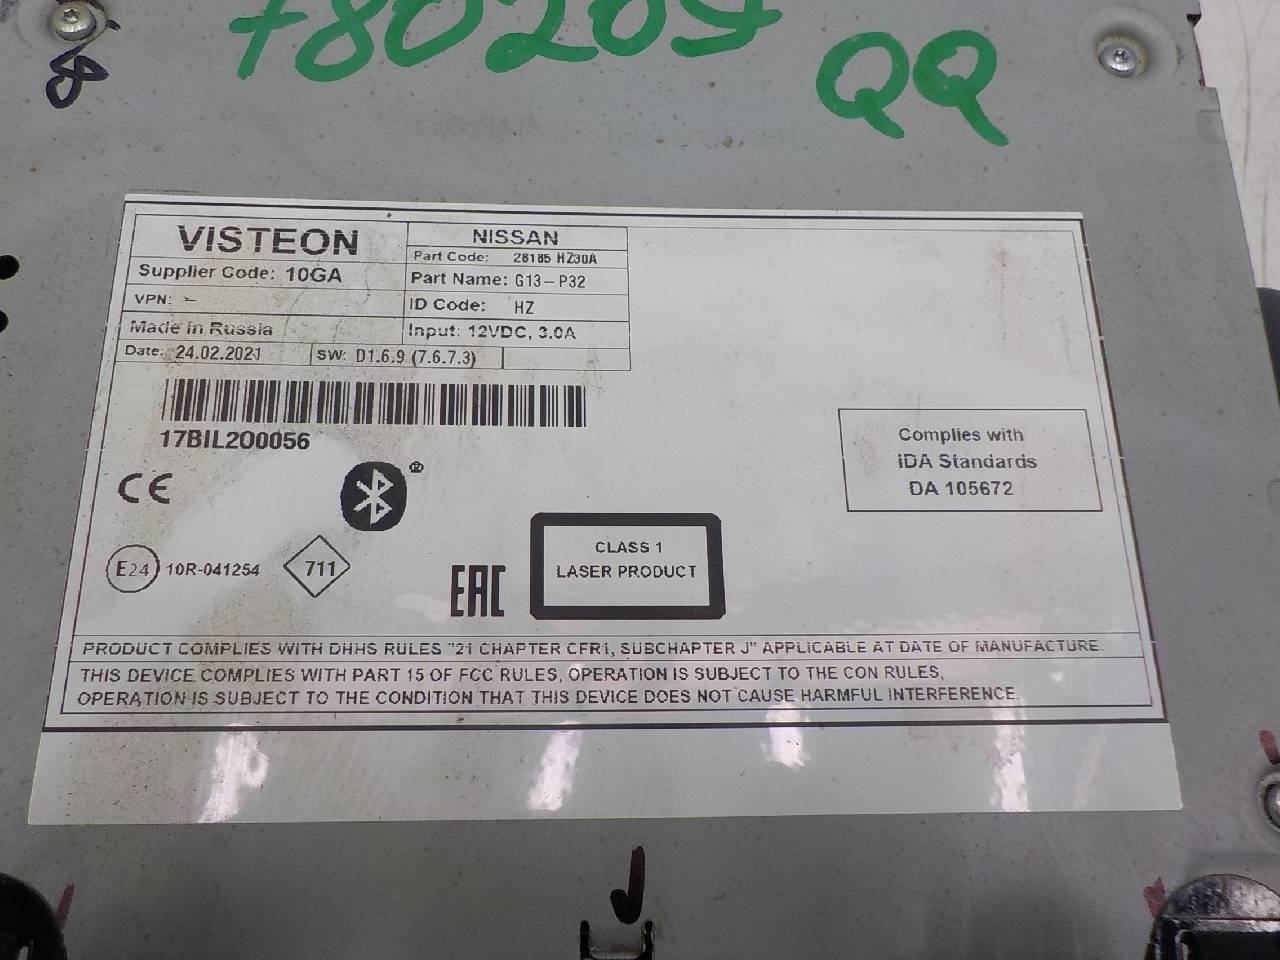 780209
QQ
8
VISTEON
NISSAN
Part Code: 28185 HZ30A
Supplier Code: 10GA
Part Name: G13-P32
VPN: -
ID Code: HZ
Made in Russia
Input: 12VDC, 3.0A
Date: 24.02.2021
SW: D1.6.9 (7.6.7.3)
17BIL200056
Complies with
IDA Standards
DA 105672
CE
®
E24
10R-041254
711
EAC
CLASS 1
LASER PRODUCT
PRODUCT COMPLIES WITH DHHS RULES "21 CHAPTER CFR1, SUBCHAPTER J" APPLICABLE AT DATE OF MANUFACTURE.
THIS DEVICE COMPLIES WITH PART 15 OF FCC RULES, OPERATION IS SUBJECT TO THE CON RULES,
OPERATION IS SUBJECT TO THE CONDITION THAT THIS DEVICE DOES NOT CAUSE HARMFUL INTERFERENCE.